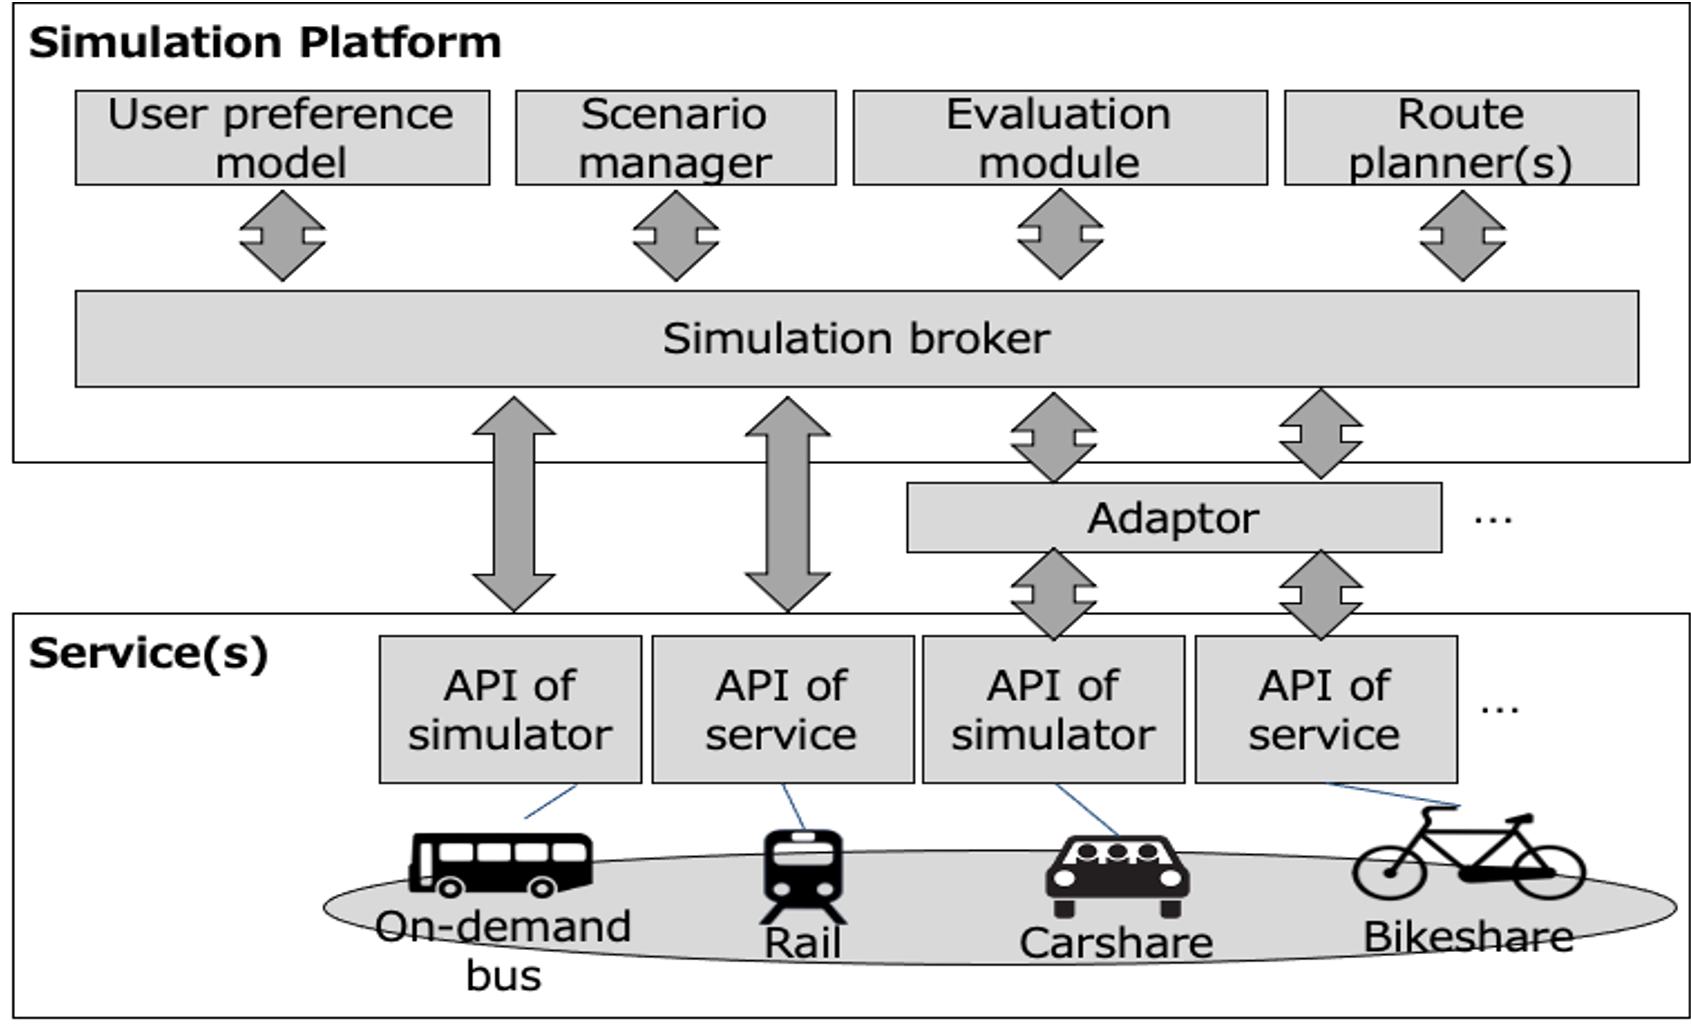 Simulation Platform
User preference
model
Scenario
manager
Evaluation
module
Route
planner(s)
Simulation broker
Adaptor
...
Service(s)
API of
simulator
API of
service
API of
simulator
API of
service
...
On-demand
bus
Rail
Carshare
Bikeshare